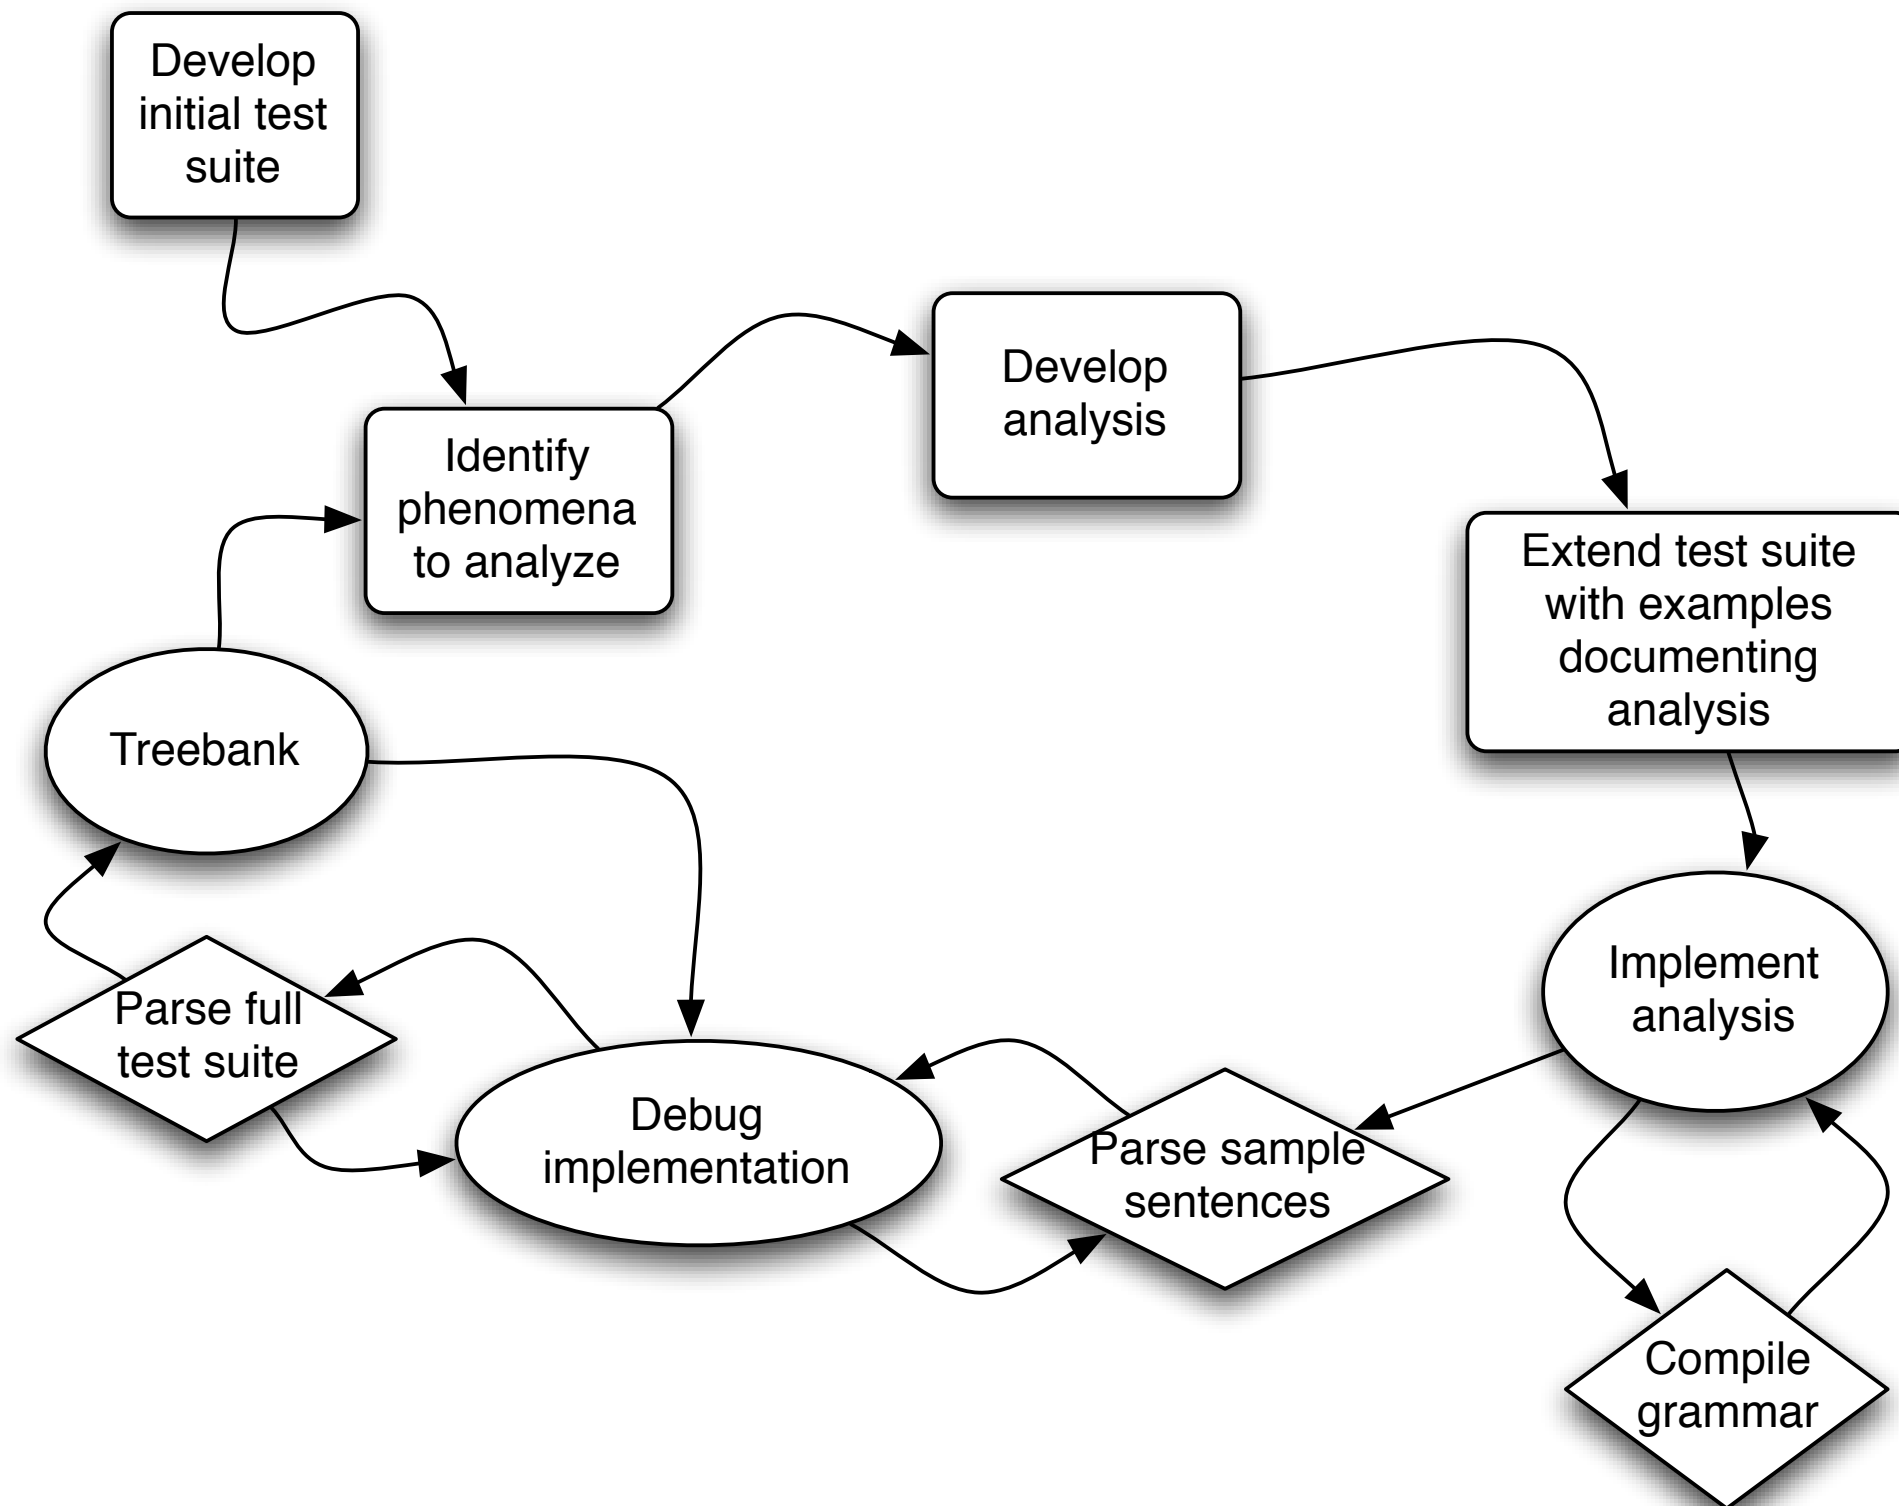 Develop
initial test
suite
Identify
phenomena
to analyze
Develop
analysis
Extend test suite
with examples
documenting
analysis
Treebank
Implement
analysis
Parse full
test suite
Debug
implementation
Parse sample
sentences
Compile
grammar